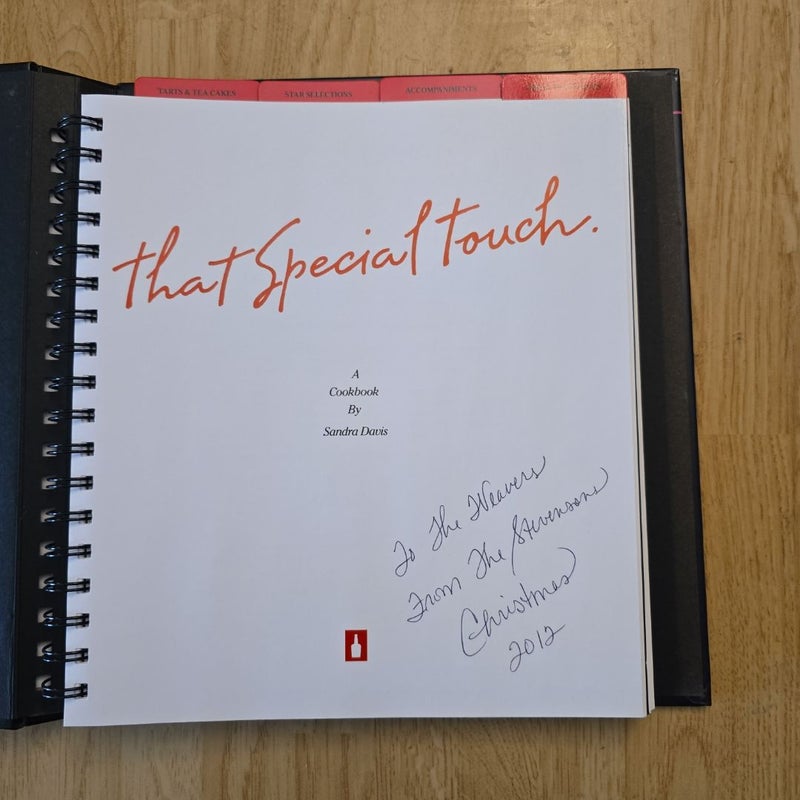 TARTS & TEA CAKES
STAR SELECTIONS
ACCOMPANIMENTS
that Special touch.
A
Cookbook
By
Sandra Davis
To The Weavers
From The Stevensons
Christmas
2012